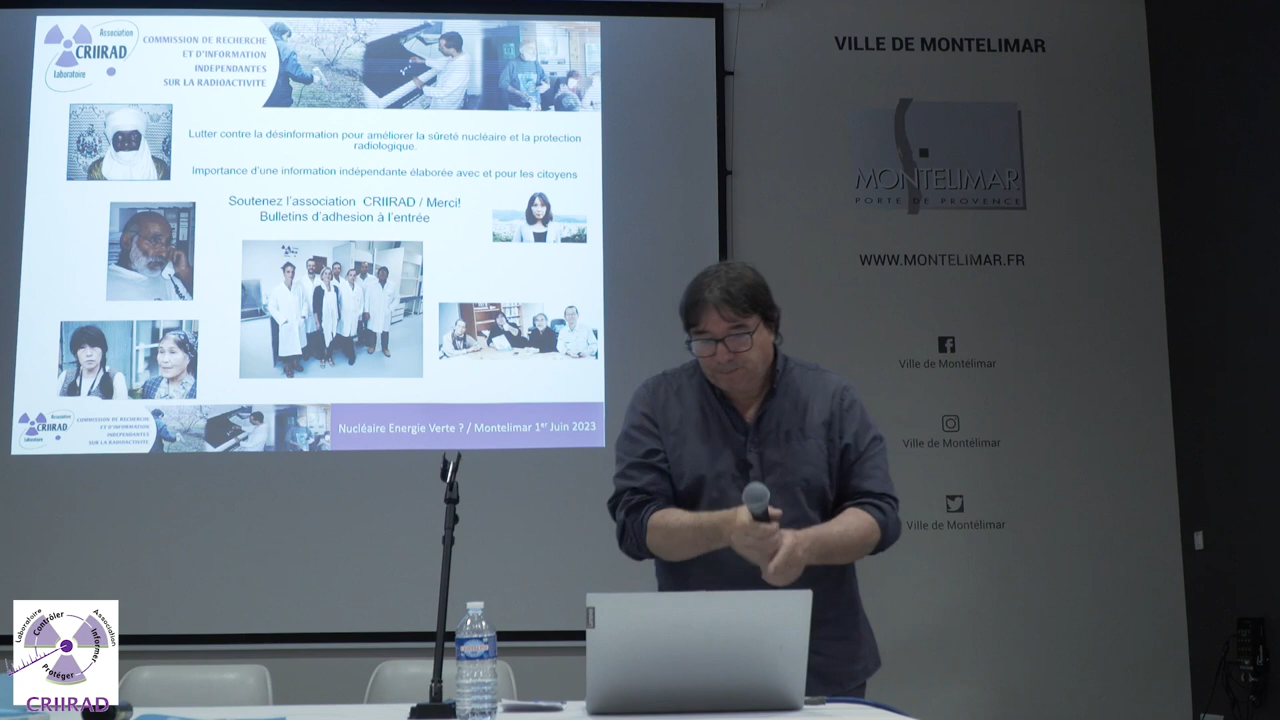 Association
CRIIRAD
Laboratoire
COMMISSION DE RECHERCHE
ET D'INFORMATION
INDEPENDANTES
SUR LA RADIOACTIVITE
Lutter contre la désinformation pour améliorer la sûreté nucléaire et la protection
radiologique.
Importance d'une information indépendante élaborée avec et pour les citoyens
Soutenez l'association CRIIRAD / Merci!
Bulletins d'adhesion à l'entrée
Association
CRIIRAD
Laboratoire
COMMISSION DE RECHERCHE
ET D'INFORMATION
INDEPENDANTES
SUR LA RADIOACTIVITE
Nucléaire Energie Verte ? / Montelimar 1er Juin 2023
VILLE DE MONTELIMAR
MONTELIMAR
PORTE DE PROVENCE
WWW.MONTELIMAR.FR
Ville de Montélimar
Ville de Montélimar
Ville de Montélimar
Laboratoire
Association
Contrôler
Informer
Protéger
CRIIRAD